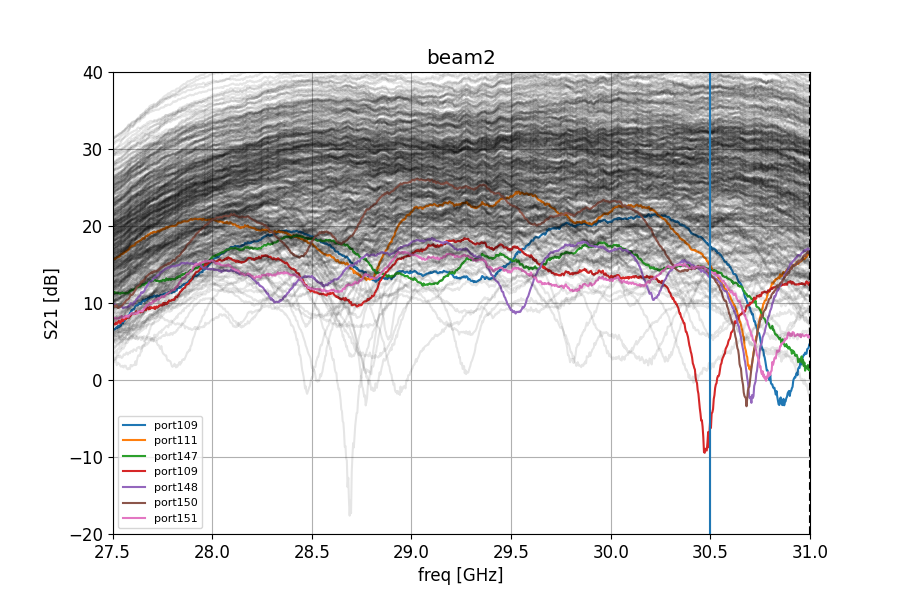 beam2
S21 [dB]
40
30
20
10
0
−10
−20
port109
port111
port147
port109
port148
port150
port151
27.5 28.0 28.5 29.0 29.5 30.0 30.5 31.0
freq [GHz]